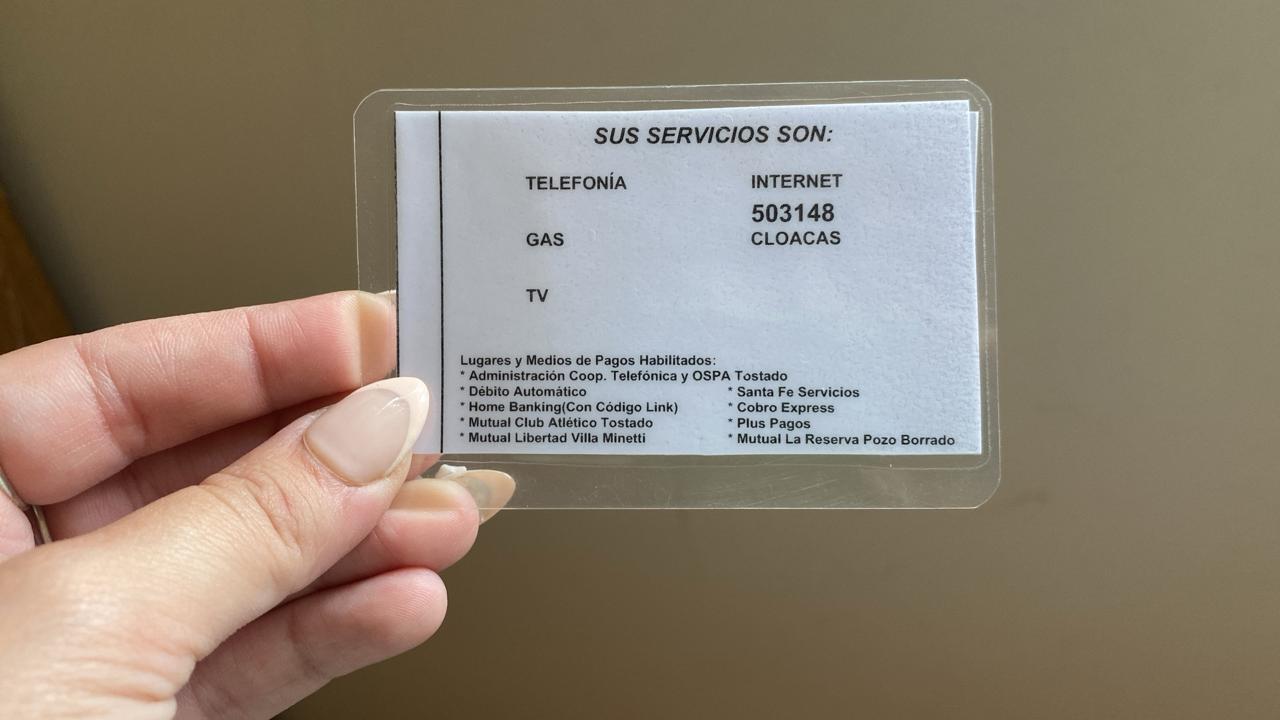 SUS SERVICIOS SON:
TELEFONÍA INTERNET
503148
GAS CLOACAS
TV
Lugares y Medios de Pagos Habilitados:
* Administración Coop. Telefónica y OSPA Tostado
* Débito Automático * Santa Fe Servicios
* Home Banking(Con Código Link) * Cobro Express
* Mutual Club Atlético Tostado * Plus Pagos
* Mutual Libertad Villa Minetti * Mutual La Reserva Pozo Borrado